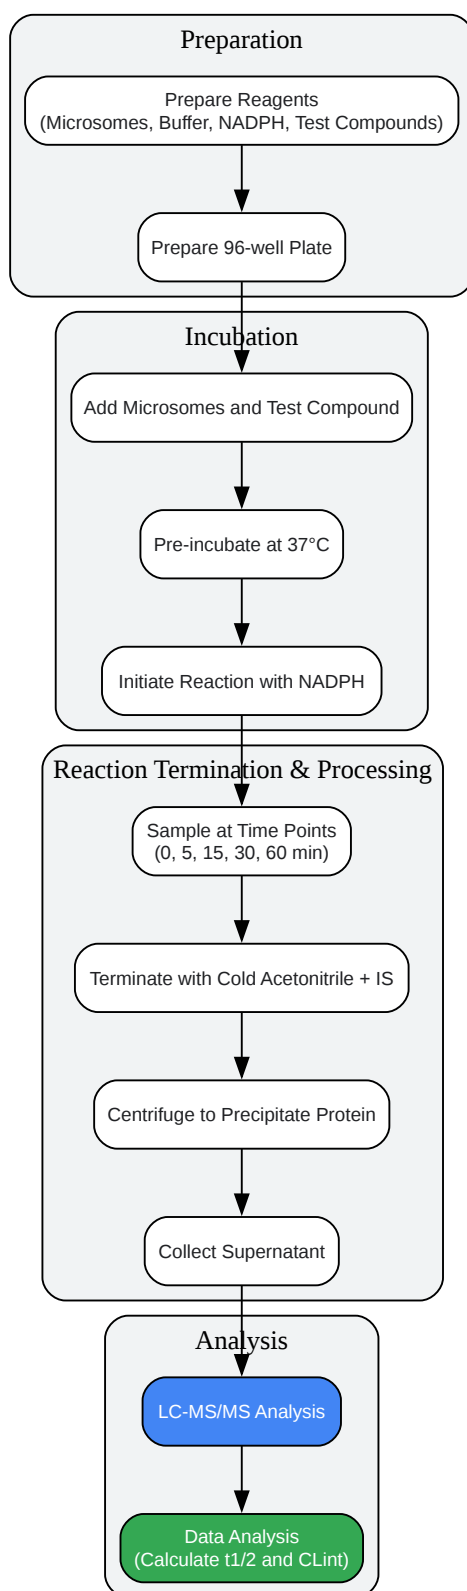 Preparation
Prepare Reagents
(Microsomes, Buffer, NADPH, Test Compounds)
Prepare 96-well Plate
Incubation
Add Microsomes and Test Compound
Pre-incubate at 37°C
Initiate Reaction with NADPH
Reaction Termination & Processing
Sample at Time Points
(0, 5, 15, 30, 60 min)
Terminate with Cold Acetonitrile + IS
Centrifuge to Precipitate Protein
Collect Supernatant
Analysis
LC-MS/MS Analysis
Data Analysis
(Calculate t1/2 and CLint)